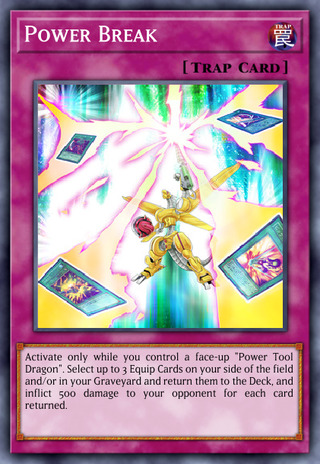 Power Break
TRAP
罠
[Trap Card]
Activate only while you control a face-up "Power Tool
Dragon". Select up to 3 Equip Cards on your side of the field
and/or in your Graveyard and return them to the Deck, and
inflict 500 damage to your opponent for each card
returned.